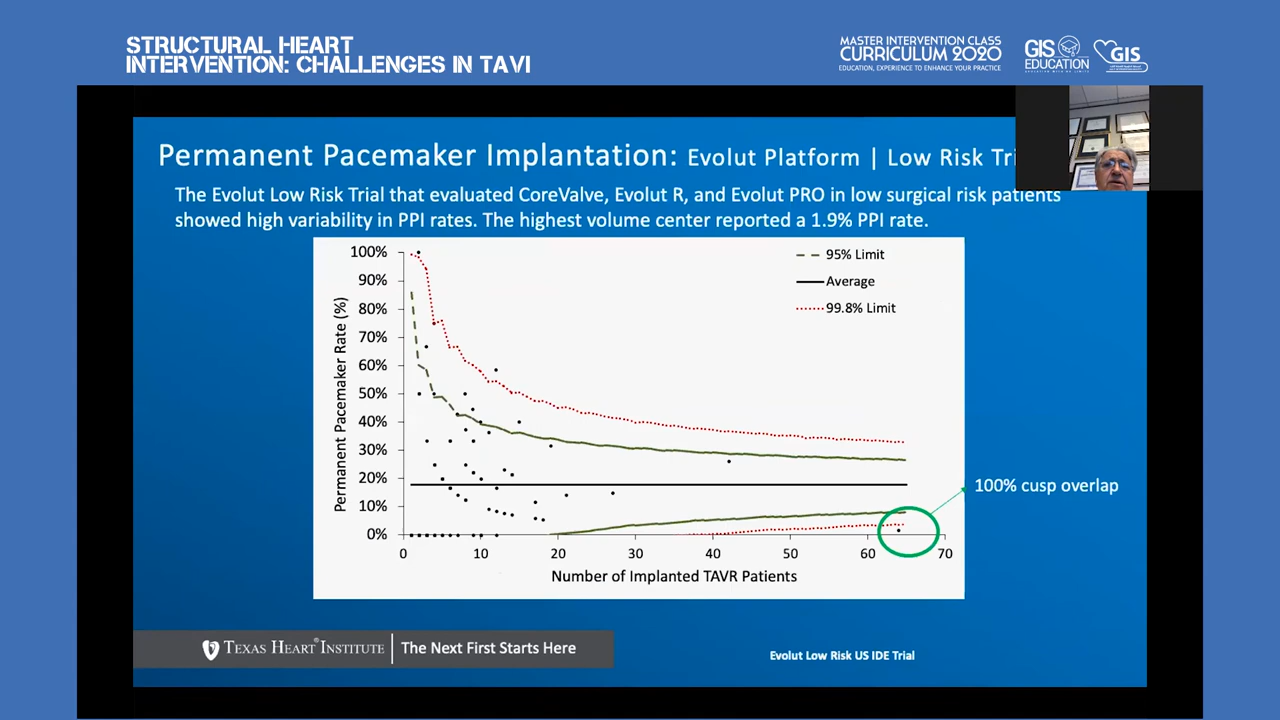 STRUCTURAL HEART
INTERVENTION: CHALLENGES IN TAVI
MASTER INTERVENTION CLASS
CURRICULUM 2020
EDUCATION, EXPERIENCE TO ENHANCE YOUR PRACTICE
GIS
EDUCATION
GIS
Permanent Pacemaker Implantation: Evolut Platform | Low Risk
The Evolut Low Risk Trial that evaluated CoreValve, Evolut R, and Evolut PRO in low surgical risk patients
showed high variability in PPI rates. The highest volume center reported a 1.9% PPI rate.
Permanent Pacemaker Rate (%)
100%
90%
80%
70%
60%
50%
40%
30%
20%
10%
0%
95% Limit
Average
99.8% Limit
100% cusp overlap
0 10 20 30 40 50 60 70
Number of Implanted TAVR Patients
TEXAS HEART® INSTITUTE | The Next First Starts Here
Evolut Low Risk US IDE Trial